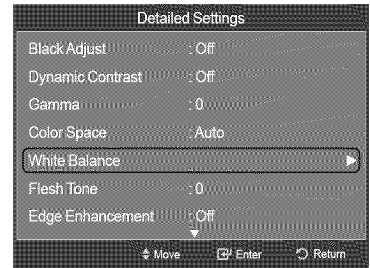 Detailed Settings
Black Adjust : Off
Dynamic Contrast : Off
Gamma : 0
Color Space : Auto
White Balance
Flesh Tone : 0
Edge Enhancement : Off
Move Enter Return